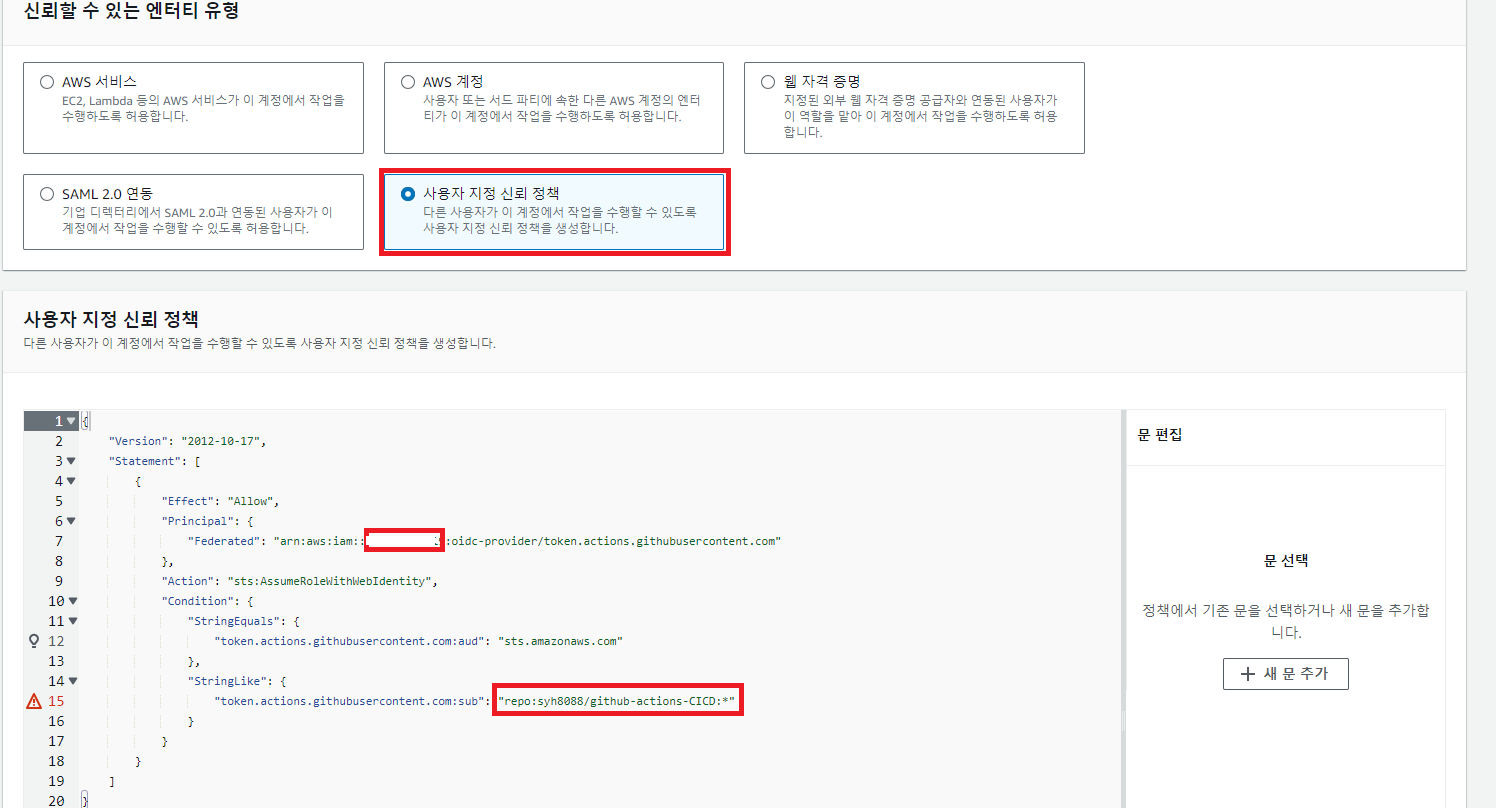 신뢰할 수 있는 엔터티 유형
AWS 서비스
EC2, Lambda 등의 AWS 서비스가 이 계정에서 작업을
수행하도록 허용합니다.
AWS 계정
사용자 또는 서드 파티에 속한 다른 AWS 계정의 엔터
티가 이 계정에서 작업을 수행하도록 허용합니다.
웹 자격 증명
지정된 외부 웹 자격 증명 공급자와 연동된 사용자가
이 역할을 맡아 이 계정에서 작업을 수행하도록 허용
합니다.
SAML 2.0 연동
기업 디렉터리에서 SAML 2.0과 연동된 사용자가 이
계정에서 작업을 수행할 수 있도록 허용합니다.
사용자 지정 신뢰 정책
다른 사용자가 이 계정에서 작업을 수행할 수 있도록
사용자 지정 신뢰 정책을 생성합니다.
사용자 지정 신뢰 정책
다른 사용자가 이 계정에서 작업을 수행할 수 있도록 사용자 지정 신뢰 정책을 생성합니다.
1 {
2 "Version": "2012-10-17",
3 "Statement": [
4 {
5 "Effect": "Allow",
6 "Principal": {
7 "Federated": "arn:aws:iam:: :oidc-provider/token.actions.githubusercontent.com"
8 },
9 "Action": "sts:AssumeRoleWithWebIdentity",
10 "Condition": {
11 "StringEquals": {
12 "token.actions.githubusercontent.com:aud": "sts.amazonaws.com"
13 },
14 "StringLike": {
15 "token.actions.githubusercontent.com:sub": "repo:syh8088/github-actions-CICD:*"
16 }
17 }
18 }
19 ]
20 }
문 편집
문 선택
정책에서 기존 문을 선택하거나 새 문을 추가합
니다.
+ 새 문 추가